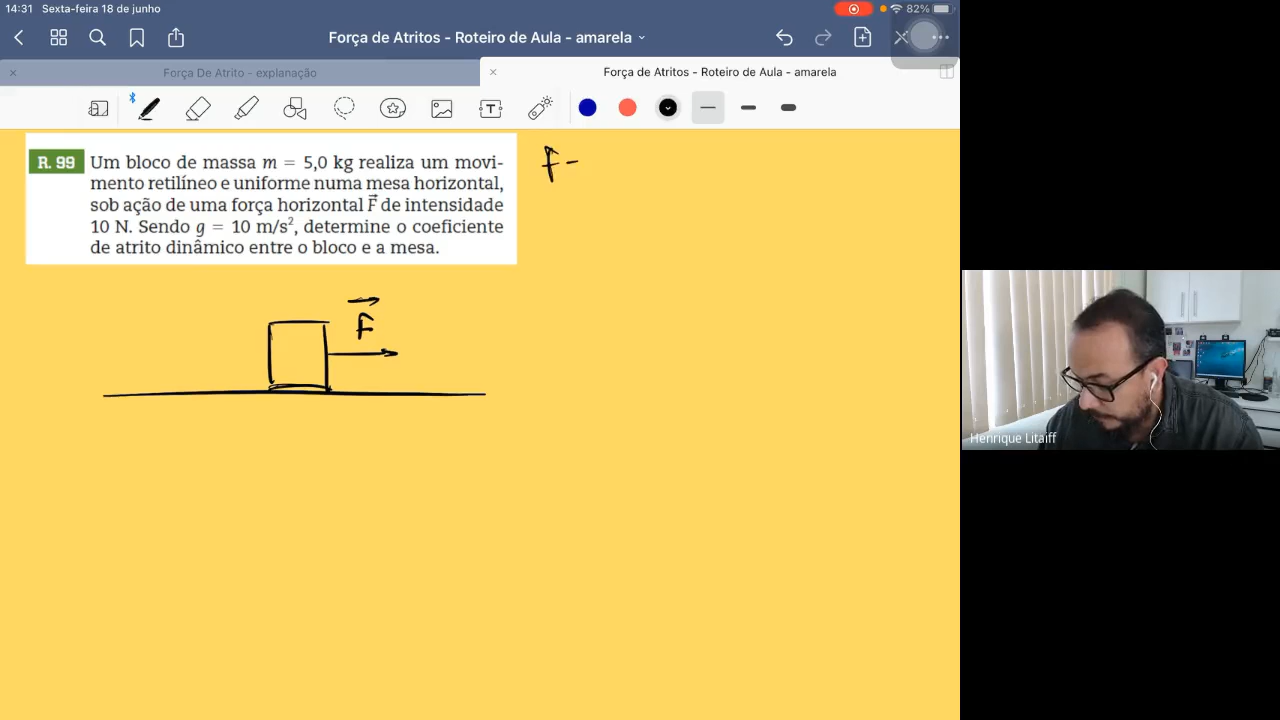 14:31 Sexta-feira 18 de junho
82%
Força de Atritos - Roteiro de Aula - amarela
Força De Atrito - explanação
Força de Atritos - Roteiro de Aula - amarela
R. 99 Um bloco de massa m = 5,0 kg realiza um movi-
mento retilíneo e uniforme numa mesa horizontal,
sob ação de uma força horizontal F⃗ de intensidade
10 N. Sendo g = 10 m/s², determine o coeficiente
de atrito dinâmico entre o bloco e a mesa.
F -
F⃗
Henrique Litaiff